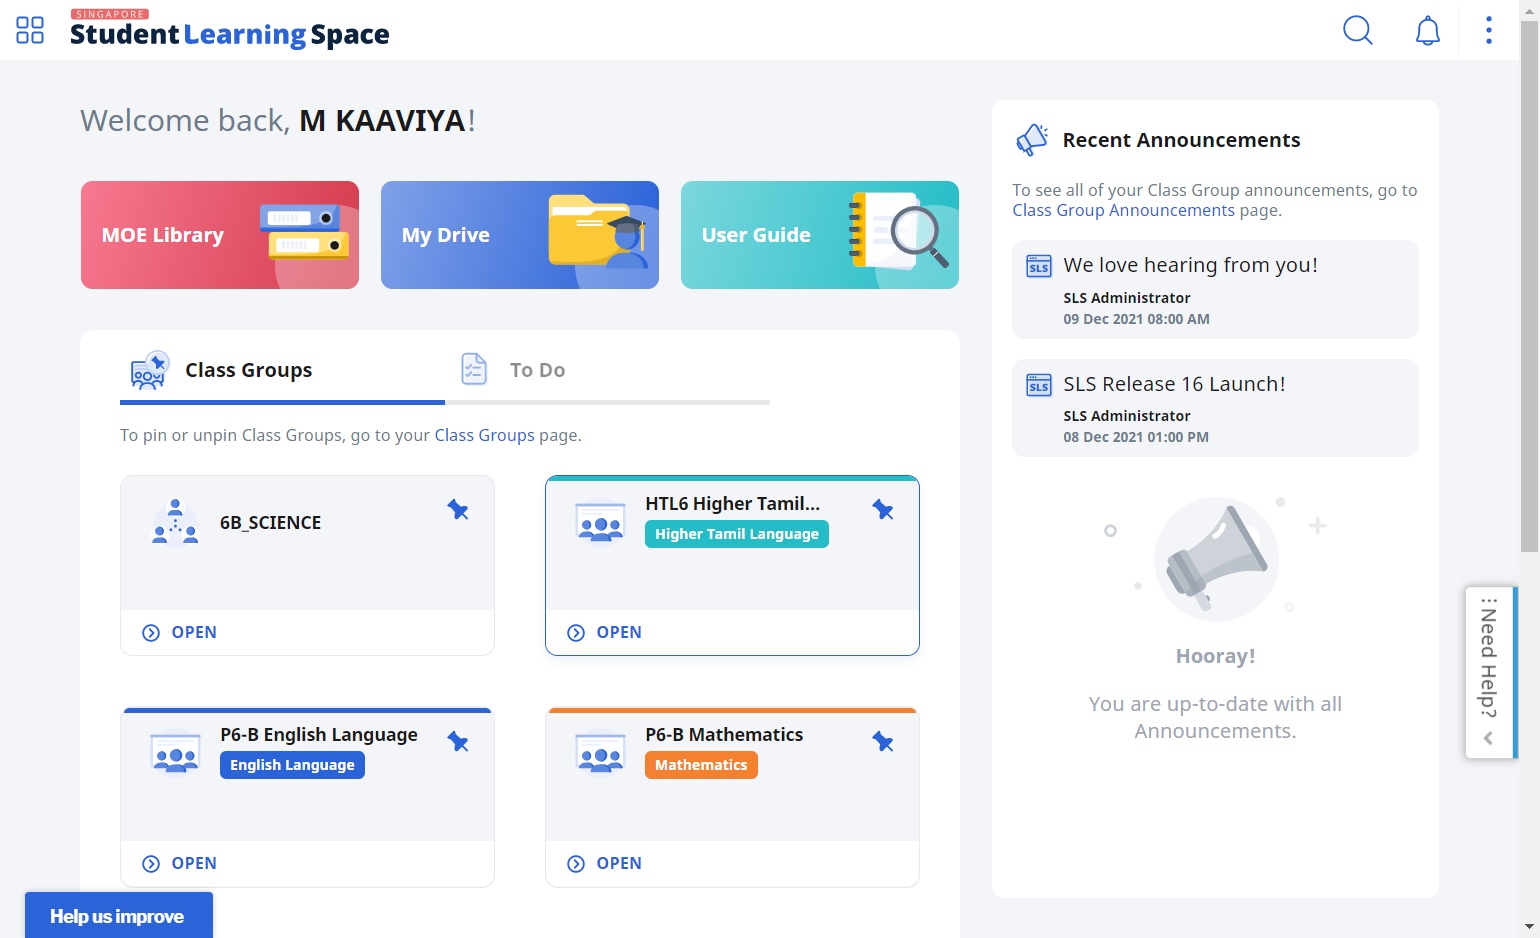 SINGAPORE
Student Learning Space
Welcome back, M KAAVIYA!
MOE Library
My Drive
User Guide
Class Groups
To Do
To pin or unpin Class Groups, go to your Class Groups page.
6B_SCIENCE
OPEN
HTL6 Higher Tamil...
Higher Tamil Language
OPEN
P6-B English Language
English Language
OPEN
P6-B Mathematics
Mathematics
OPEN
Help us improve
Recent Announcements
To see all of your Class Group announcements, go to
Class Group Announcements page.
SLS
We love hearing from you!
SLS Administrator
09 Dec 2021 08:00 AM
SLS
SLS Release 16 Launch!
SLS Administrator
08 Dec 2021 01:00 PM
Hooray!
You are up-to-date with all
Announcements.
Need Help?